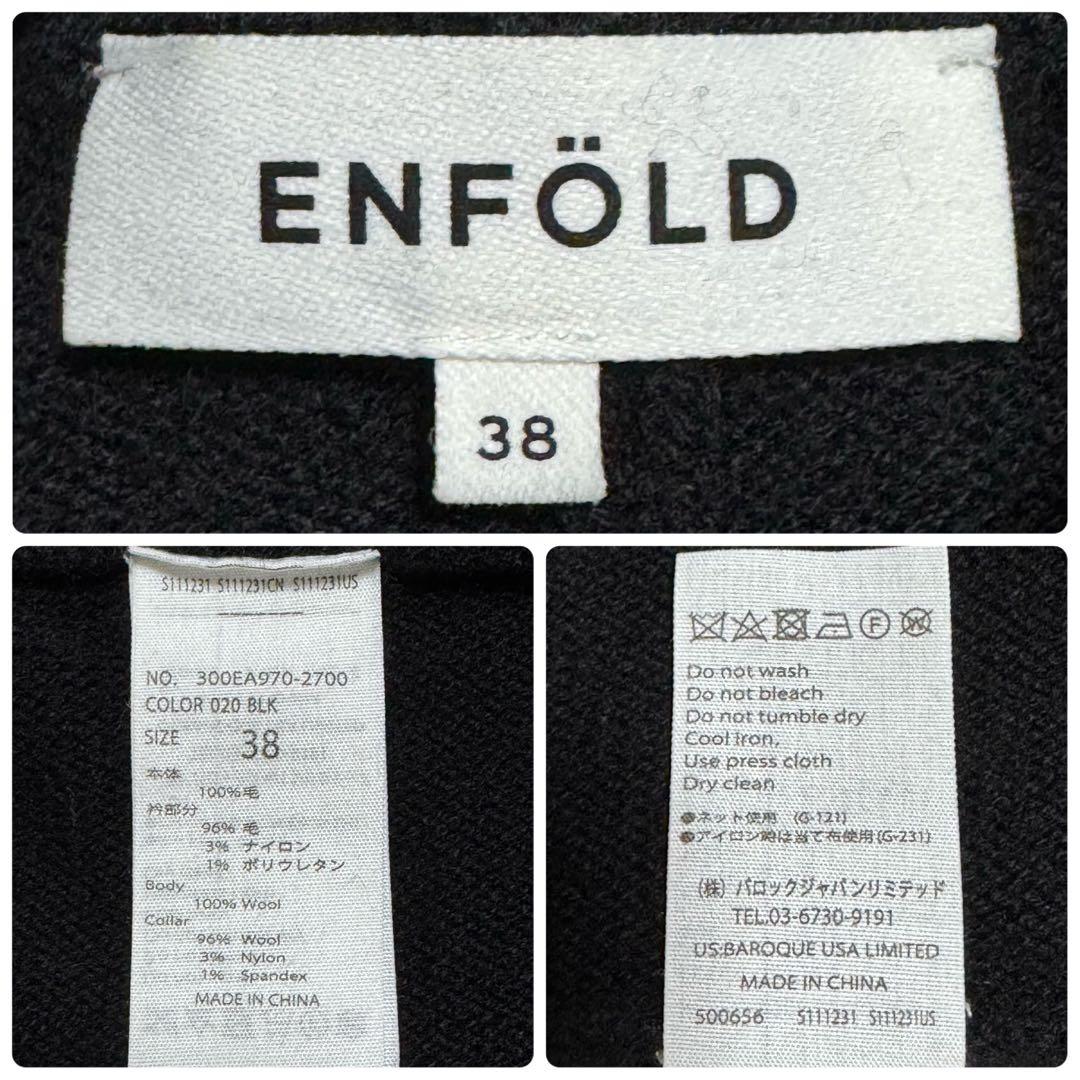 ENFÖLD
38
S111231 S111231CN S111231US
NO. 300EA970-2700
COLOR 020 BLK
SIZE 38
本体
100%毛
衿部分
96% 毛
3% ナイロン
1% ポリウレタン
Body
100% Wool
Collar
96% Wool
3% Nylon
1% Spandex
MADE IN CHINA
F W
Do not wash
Do not bleach
Do not tumble dry
Cool iron,
Use press cloth
Dry clean
●ネット使用 (G-121)
●アイロン時は当て布使用(G-231)
(株) バロックジャパンリミテッド
TEL.03-6730-9191
US:BAROQUE USA LIMITED
MADE IN CHINA
500656 S111231 S111231US